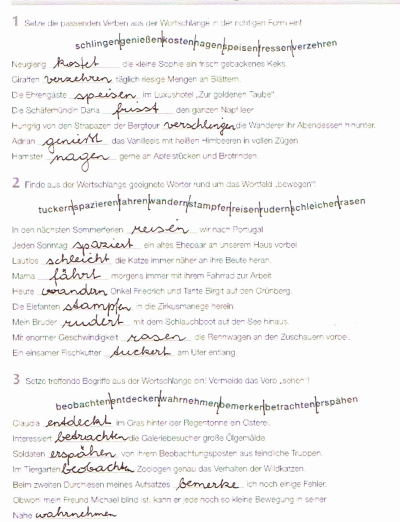 1 Setze die passenden Verben aus der Wortschlange in der richtigen Form ein!
schlingen genießen kosten nagen speisen fressen verzehren
Neugierig kostet die kleine Sophie ein frisch gebackenes Keks.
Giraffen verzehren täglich riesige Mengen an Blättern.
Die Ehrengäste speisen im Luxushotel „Zur goldenen Taube".
Die Schäferhündin Daria frisst den ganzen Napf leer.
Hungrig von den Strapazen der Bergtour verschlingen die Wanderer ihr Abendessen hinunter.
Adrian genießt das Vanilleeis mit heißen Himbeeren in vollen Zügen.
Hamster nagen gerne an Apfelstücken und Brotrinden.
2 Finde aus der Wortschlange geeignete Wörter rund um das Wortfeld „bewegen"!
tuckern spazieren fahren wandern stampfen reisen rudern schleichen rasen
In den nächsten Sommerferien reisen wir nach Portugal.
Jeden Sonntag spaziert ein altes Ehepaar an unserem Haus vorbei.
Lautlos schleicht die Katze immer näher an ihre Beute heran.
Mama fährt morgens immer mit ihrem Fahrrad zur Arbeit.
Heute wandern Onkel Friedrich und Tante Birgit auf den Grünberg.
Die Elefanten stampfen in die Zirkusmanege herein.
Mein Bruder rudert mit dem Schlauchboot auf den See hinaus.
Mit enormer Geschwindigkeit rasen die Rennwagen an den Zuschauern vorbei.
Ein einsamer Fischkutter tuckert am Ufer entlang.
3 Setze treffende Begriffe aus der Wortschlange ein! Vermeide das Verb „sehen"!
beobachten entdecken wahrnehmen bemerken betrachten erspähen
Claudia entdeckt im Gras hinter der Regentonne ein Osterei.
Interessiert betrachten die Galeriebesucher große Ölgemälde.
Soldaten erspähen von ihrem Beobachtungsposten aus feindliche Truppen.
Im Tiergarten beobachten Zoologen genau das Verhalten der Wildkatzen.
Beim zweiten Durchlesen meines Aufsatzes bemerke ich noch einige Fehler.
Obwohl mein Freund Michael blind ist, kann er jede noch so kleine Bewegung in seiner
Nähe wahrnehmen